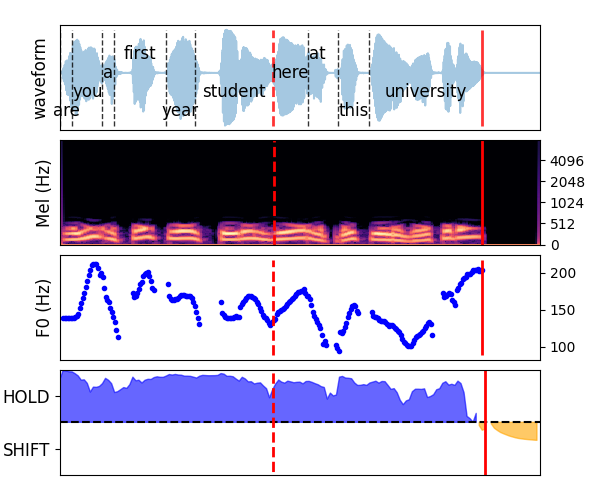 waveform
first
at
a
here
you
student
university
are
year
this
Mel (Hz)
4096
2048
1024
512
0
F0 (Hz)
200
150
100
HOLD
SHIFT